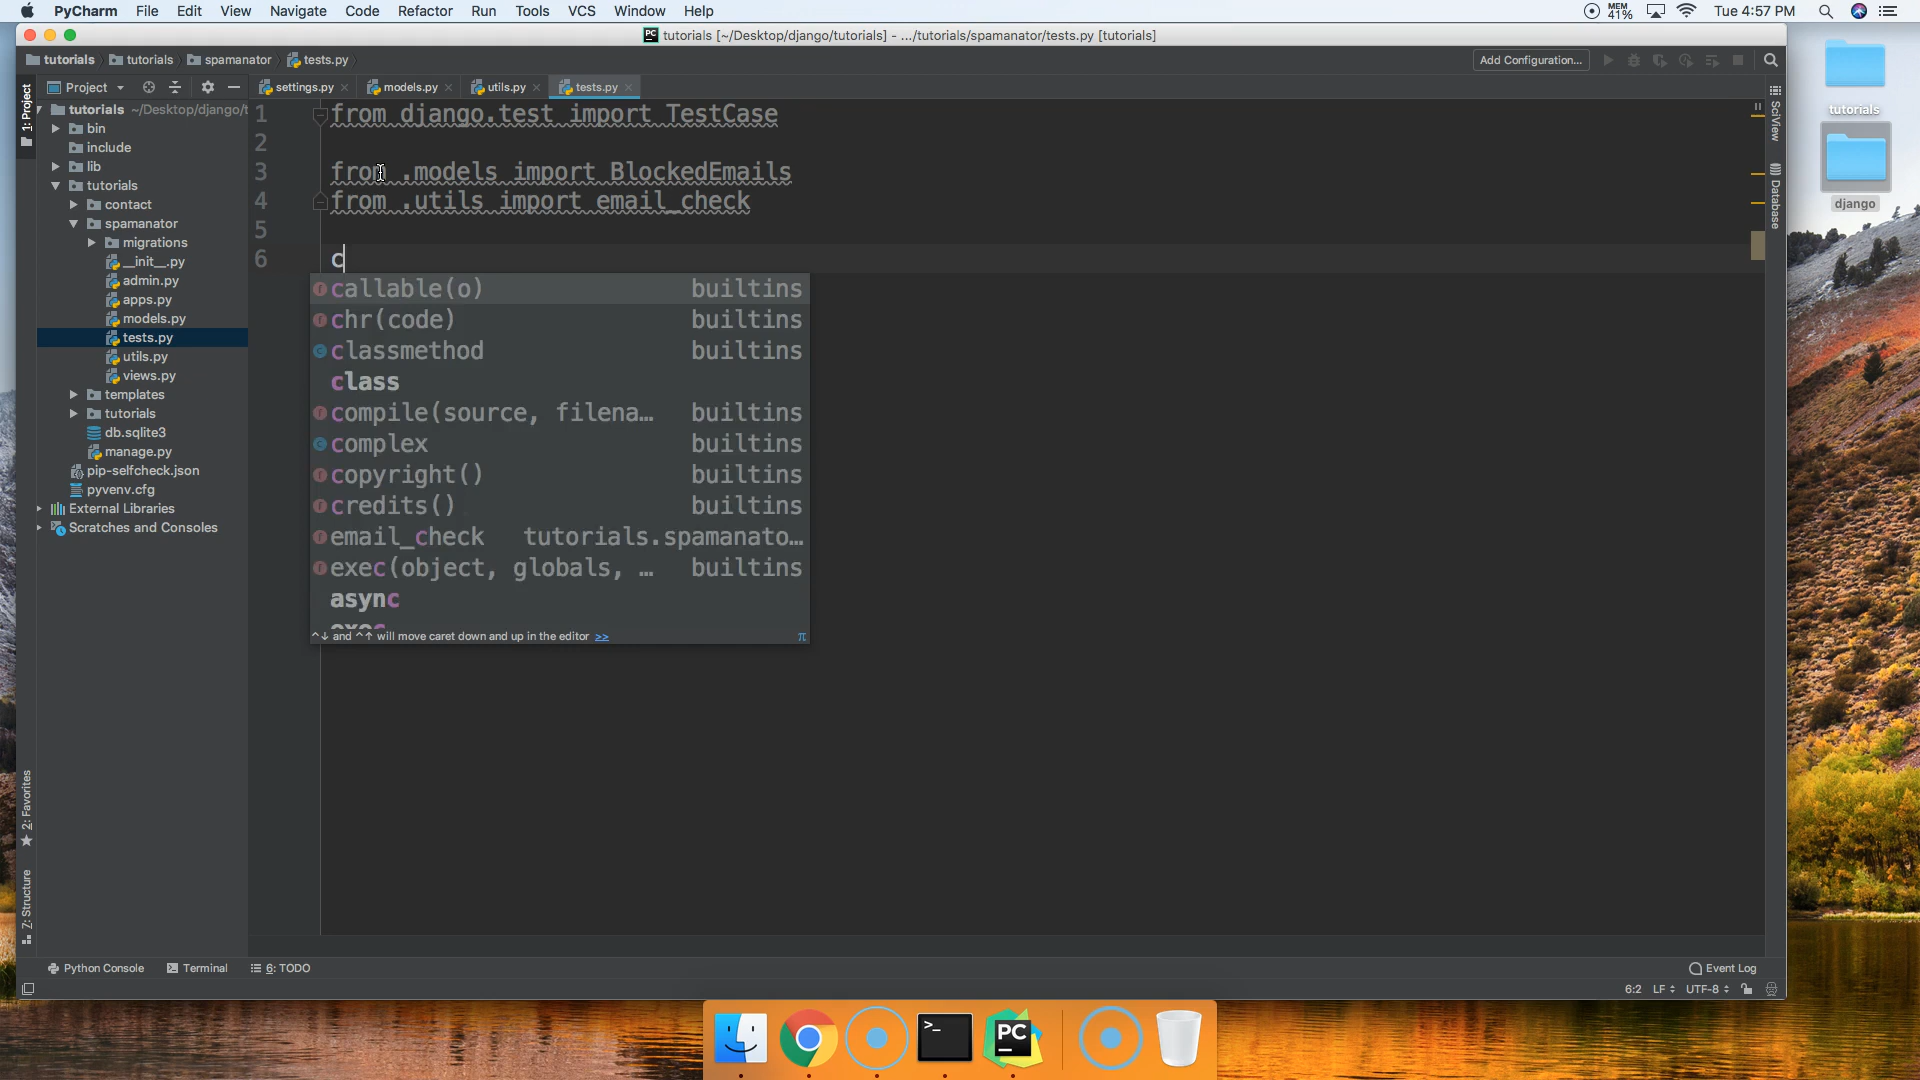 PyCharm File Edit View Navigate Code Refactor Run Tools VCS Window Help MEM 41% Tue 4:57 PM
PC tutorials [~/Desktop/django/tutorials] - .../tutorials/spamanator/tests.py [tutorials]
tutorials tutorials spamanator tests.py Add Configuration...
1: Project Project settings.py models.py utils.py tests.py
tutorials ~/Desktop/django/t
bin
include
lib
tutorials
contact
spamanator
migrations
__init__.py
admin.py
apps.py
models.py
tests.py
utils.py
views.py
templates
tutorials
db.sqlite3
manage.py
pip-selfcheck.json
pyvenv.cfg
External Libraries
Scratches and Consoles
1 from django.test import TestCase
2
3 from .models import BlockedEmails
4 from .utils import email_check
5
6 c
callable(o) builtins
chr(code) builtins
classmethod builtins
class
compile(source, filena… builtins
complex builtins
copyright() builtins
credits() builtins
email_check tutorials.spamanato…
exec(object, globals, … builtins
async
^↓ and ^↑ will move caret down and up in the editor >> π
SciView
Database
tutorials
django
2: Favorites
7: Structure
Python Console Terminal 6: TODO Event Log
6:2 LF UTF-8
>_ PC